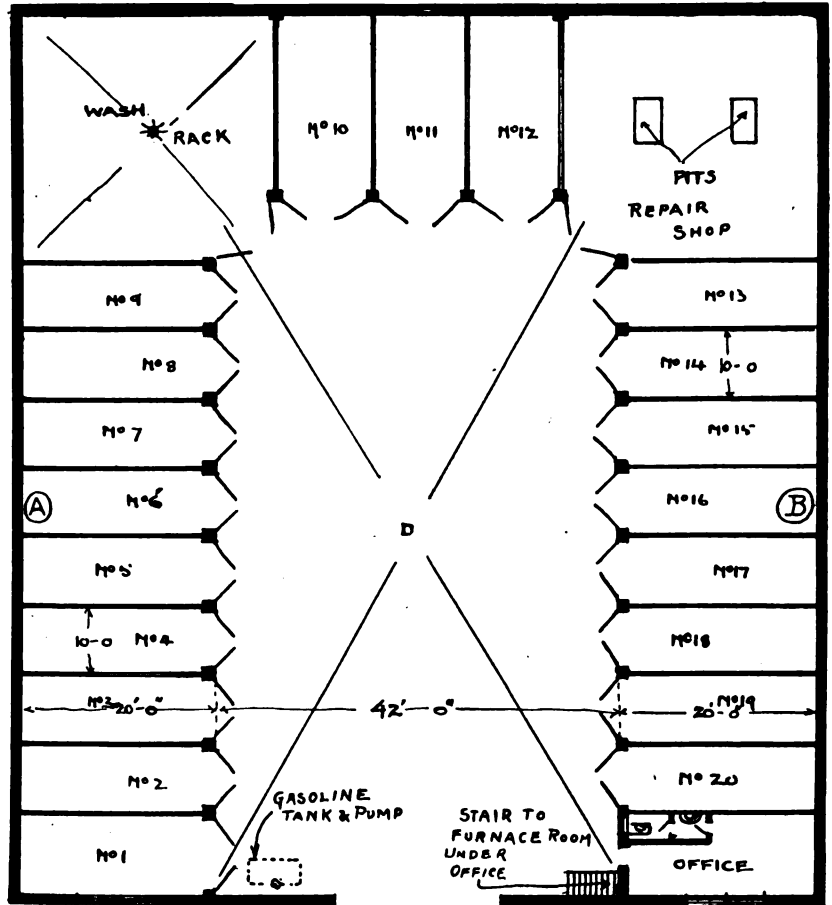 WASH
RACK
No 10
No 11
No 12
PITS
REPAIR
SHOP
No 9
No 13
No 8
No 14 10-0
No 7
No 15
A
No 6
No 16
B
D
No 5
No 17
10-0 No 4
No 18
No 3
20'-0"
42'-0"
20'-0"
No 19
No 2
No 20
GASOLINE
TANK & PUMP
STAIR TO
FURNACE ROOM
UNDER
OFFICE
No 1
OFFICE